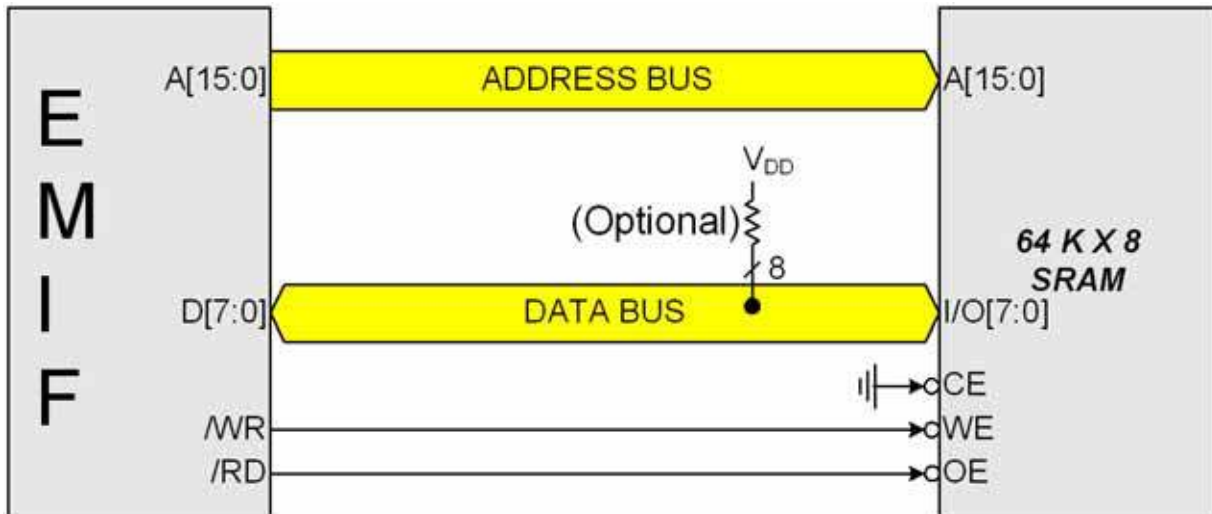 EMIF
A[15:0]
ADDRESS BUS
A[15:0]
VDD
(Optional)
8
64 K X 8
SRAM
D[7:0]
DATA BUS
I/O[7:0]
CE
/WR
WE
/RD
OE